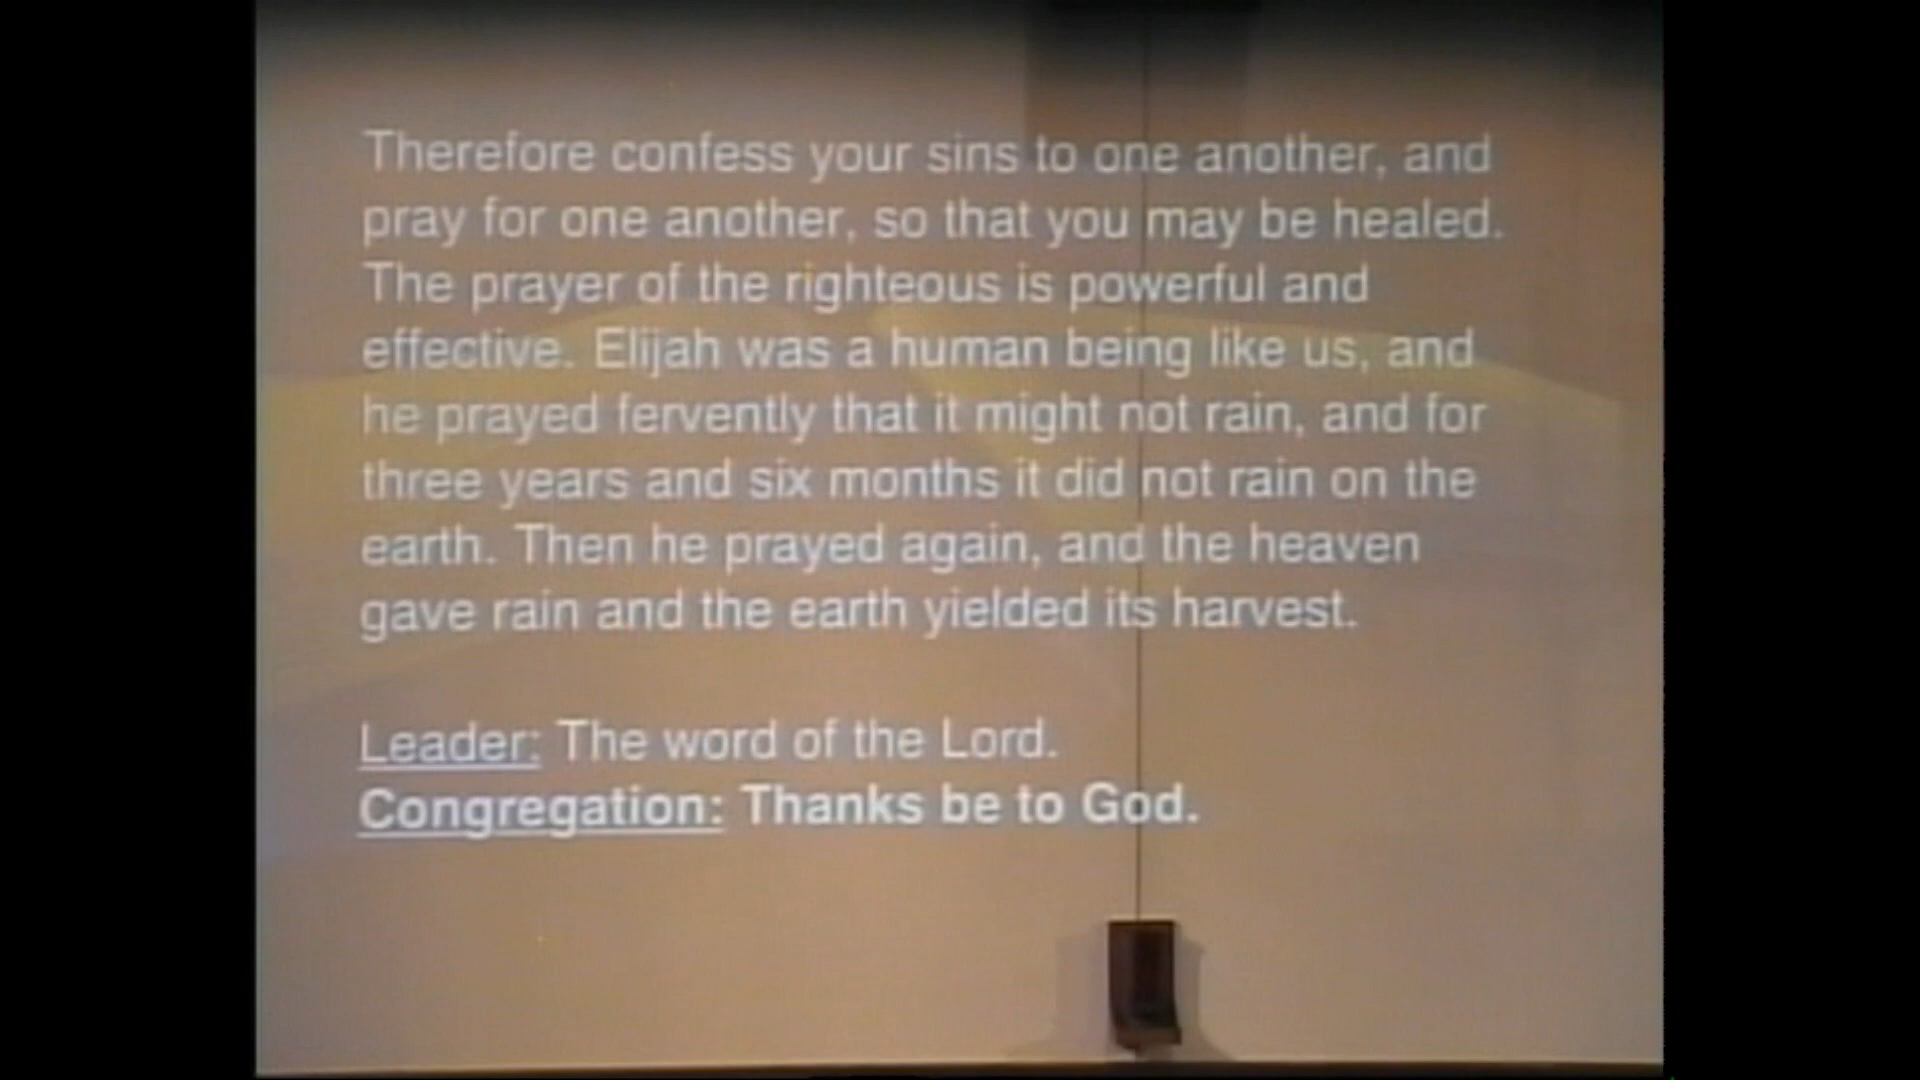 Therefore confess your sins to one another, and
pray for one another, so that you may be healed.
The prayer of the righteous is powerful and
effective. Elijah was a human being like us, and
he prayed fervently that it might not rain, and for
three years and six months it did not rain on the
earth. Then he prayed again, and the heaven
gave rain and the earth yielded its harvest.
Leader: The word of the Lord.
Congregation: Thanks be to God.